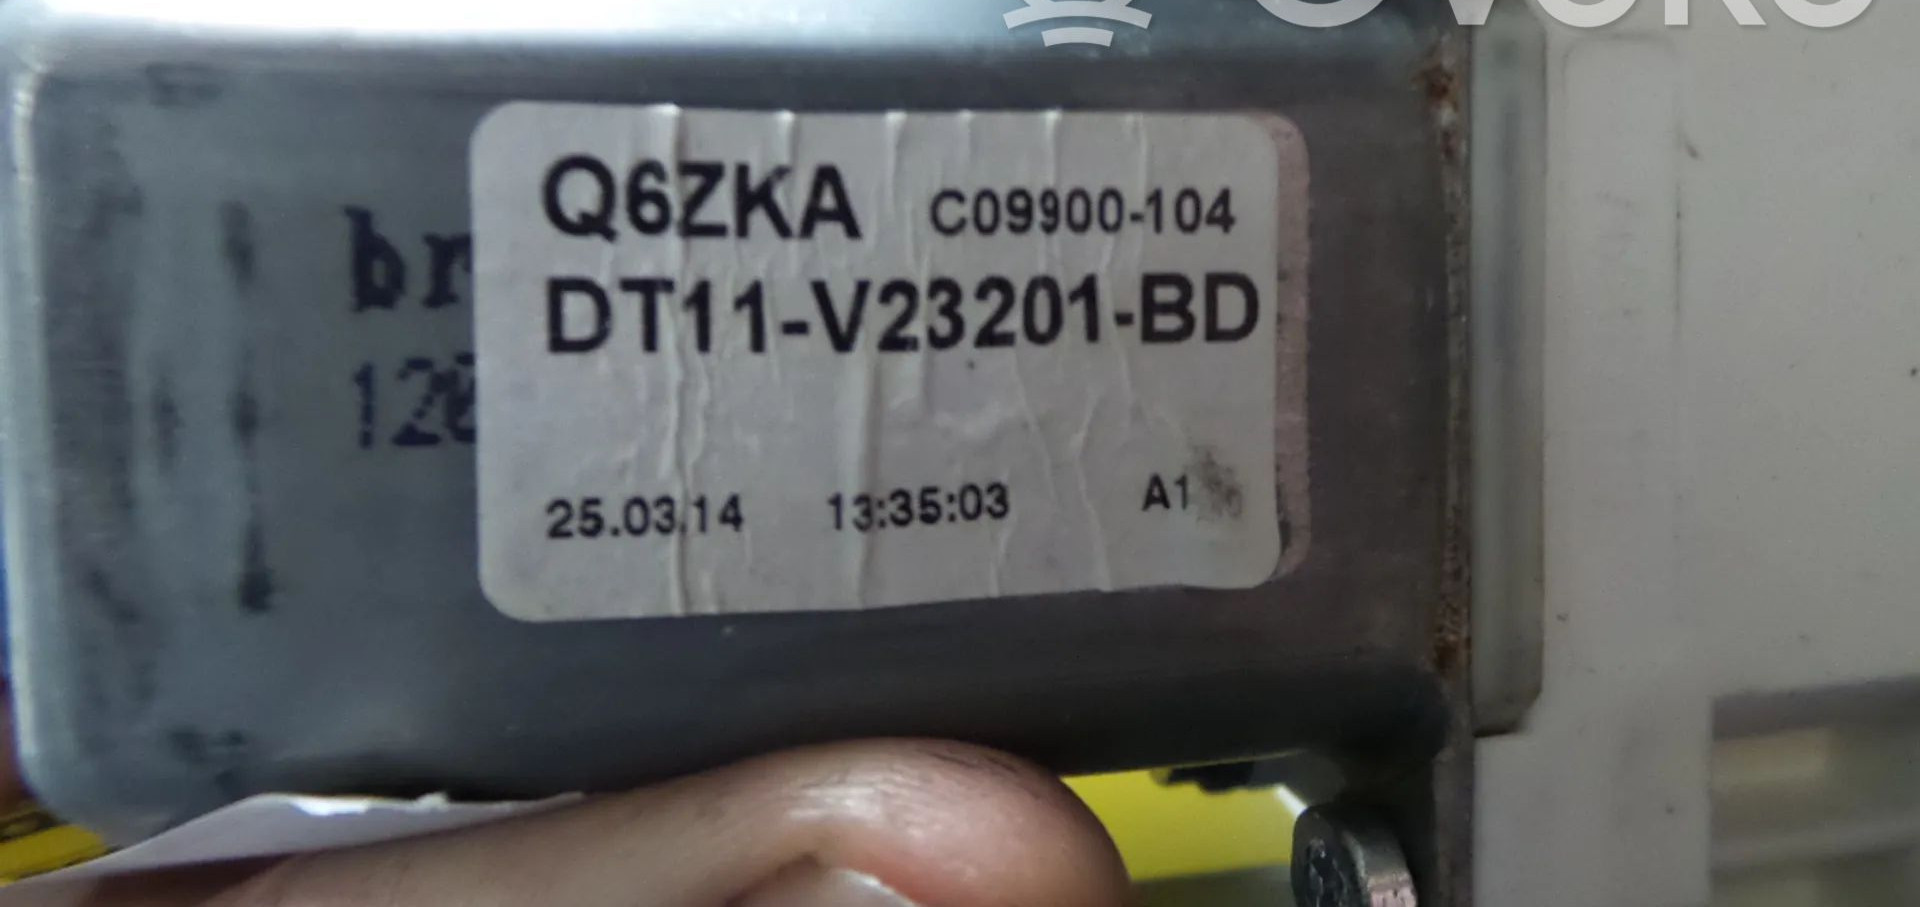 Q6ZKA C09900-104
DT11-V23201-BD
25.03.14 13:35:03 A1